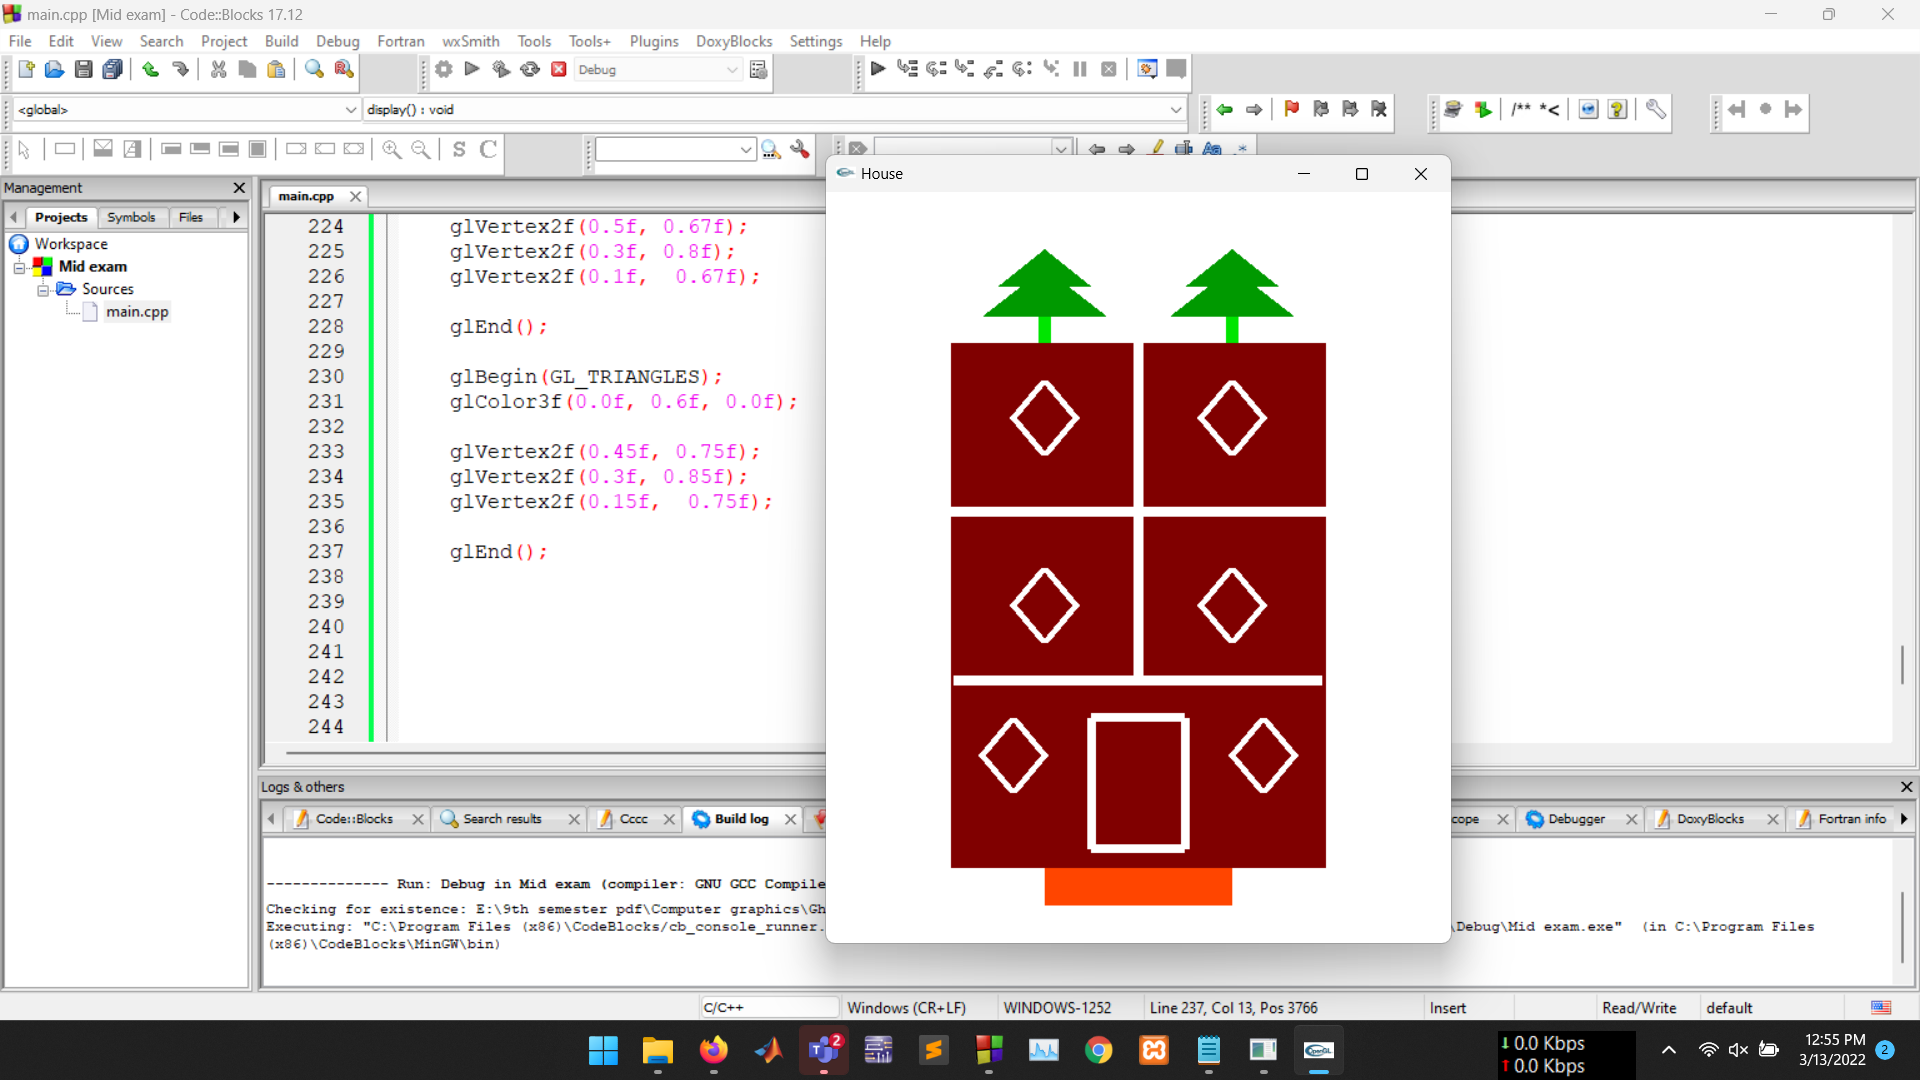 main.cpp [Mid exam] - Code::Blocks 17.12
File Edit View Search Project Build Debug Fortran wxSmith Tools Tools+ Plugins DoxyBlocks Settings Help
Debug
<global> display() : void
/** *<
S C
House
Management
Projects Symbols Files
Workspace
Mid exam
Sources
main.cpp
main.cpp
224 glVertex2f(0.5f, 0.67f);
225 glVertex2f(0.3f, 0.8f);
226 glVertex2f(0.1f,  0.67f);
227
228 glEnd();
229
230 glBegin(GL_TRIANGLES);
231 glColor3f(0.0f, 0.6f, 0.0f);
232
233 glVertex2f(0.45f, 0.75f);
234 glVertex2f(0.3f, 0.85f);
235 glVertex2f(0.15f,  0.75f);
236
237 glEnd();
238
239
240
241
242
243
244
Logs & others
Code::Blocks Search results Cccc Build log cope Debugger DoxyBlocks Fortran info
-------------- Run: Debug in Mid exam (compiler: GNU GCC Compile
Checking for existence: E:\9th semester pdf\Computer graphics\Gh
Executing: "C:\Program Files (x86)\CodeBlocks/cb_console_runner. \Debug\Mid exam.exe" (in C:\Program Files
(x86)\CodeBlocks\MinGW\bin)
C/C++ Windows (CR+LF) WINDOWS-1252 Line 237, Col 13, Pos 3766 Insert Read/Write default
2
OpenGL
0.0 Kbps
0.0 Kbps
12:55 PM
3/13/2022
2